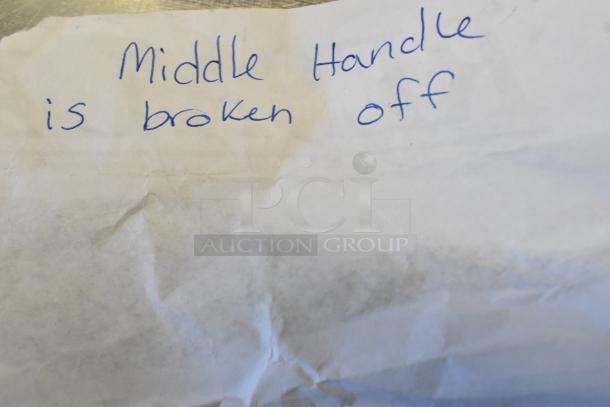 Middle Handle
is broken off
PCI
AUCTION GROUP